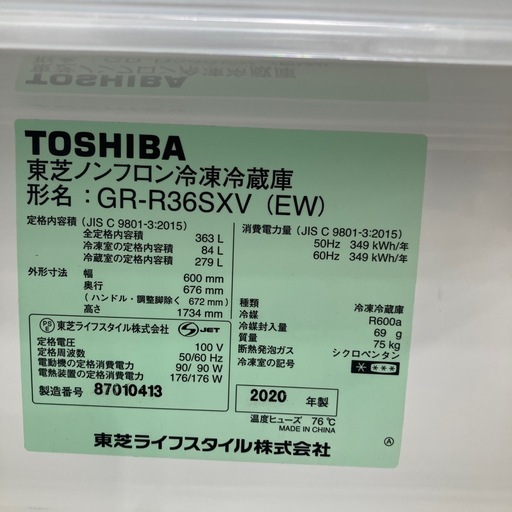 TOSHIBA
東芝ノンフロン冷凍冷蔵庫
形名：GR-R36SXV（EW）
定格内容積（JIS C 9801-3:2015）
全定格内容積 363 L
冷凍室の定格内容積 84 L
冷蔵室の定格内容積 279 L
外形寸法 幅 600 mm
奥行 676 mm
（ハンドル・調整脚除く 672 mm）
高さ 1734 mm
消費電力量（JIS C 9801-3:2015）
50Hz 349 kWh/年
60Hz 349 kWh/年
種類 冷凍冷蔵庫
冷媒 R600a
冷媒封入量 69 g
質量 75 kg
断熱発泡ガス シクロペンタン
冷凍室の記号 * ***
PS E 東芝ライフスタイル株式会社 S JET
定格電圧 100 V
定格周波数 50/60 Hz
電動機の定格消費電力 90/ 90 W
電熱装置の定格消費電力 176/176 W
製造番号 87010413
2020 年製
温度ヒューズ 76℃
MADE IN CHINA
東芝ライフスタイル株式会社
Ⓐ